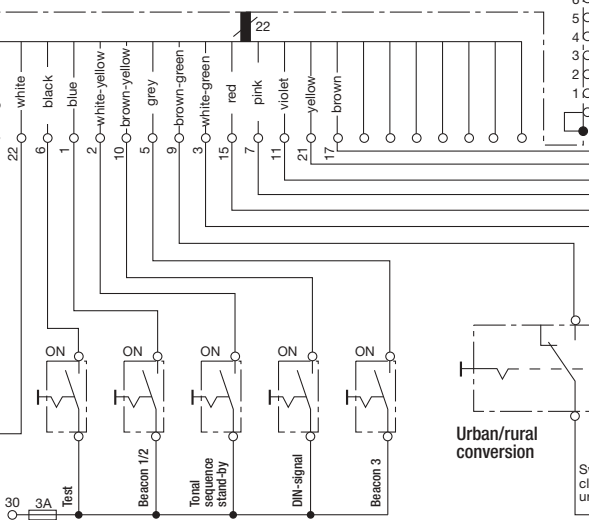 22
6
5
4
3
2
1
white
black
blue
white-yellow
brown-yellow
grey
brown-green
white-green
red
pink
violet
yellow
brown
22
6
1
2
10
5
9
3
15
7
11
21
17
ON
ON
ON
ON
ON
Urban/rural
conversion
Test
Beacon 1/2
Tonal
sequence
stand-by
DIN-signal
Beacon 3
30
3A